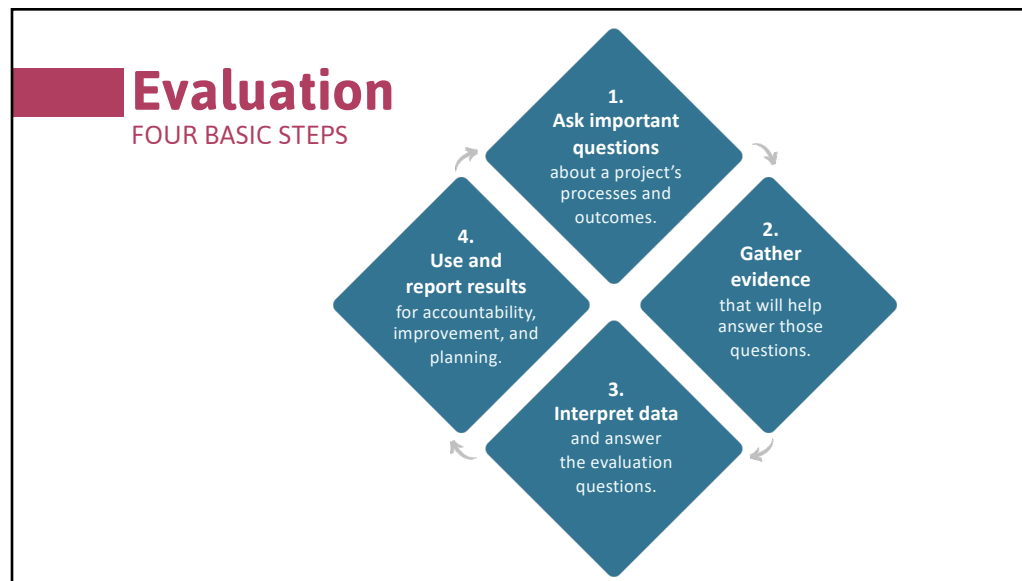 Evaluation
FOUR BASIC STEPS
1.
Ask important
questions
about a project's
processes and
outcomes.
2.
Gather
evidence
that will help
answer those
questions.
3.
Interpret data
and answer
the evaluation
questions.
4.
Use and
report results
for accountability,
improvement, and
planning.